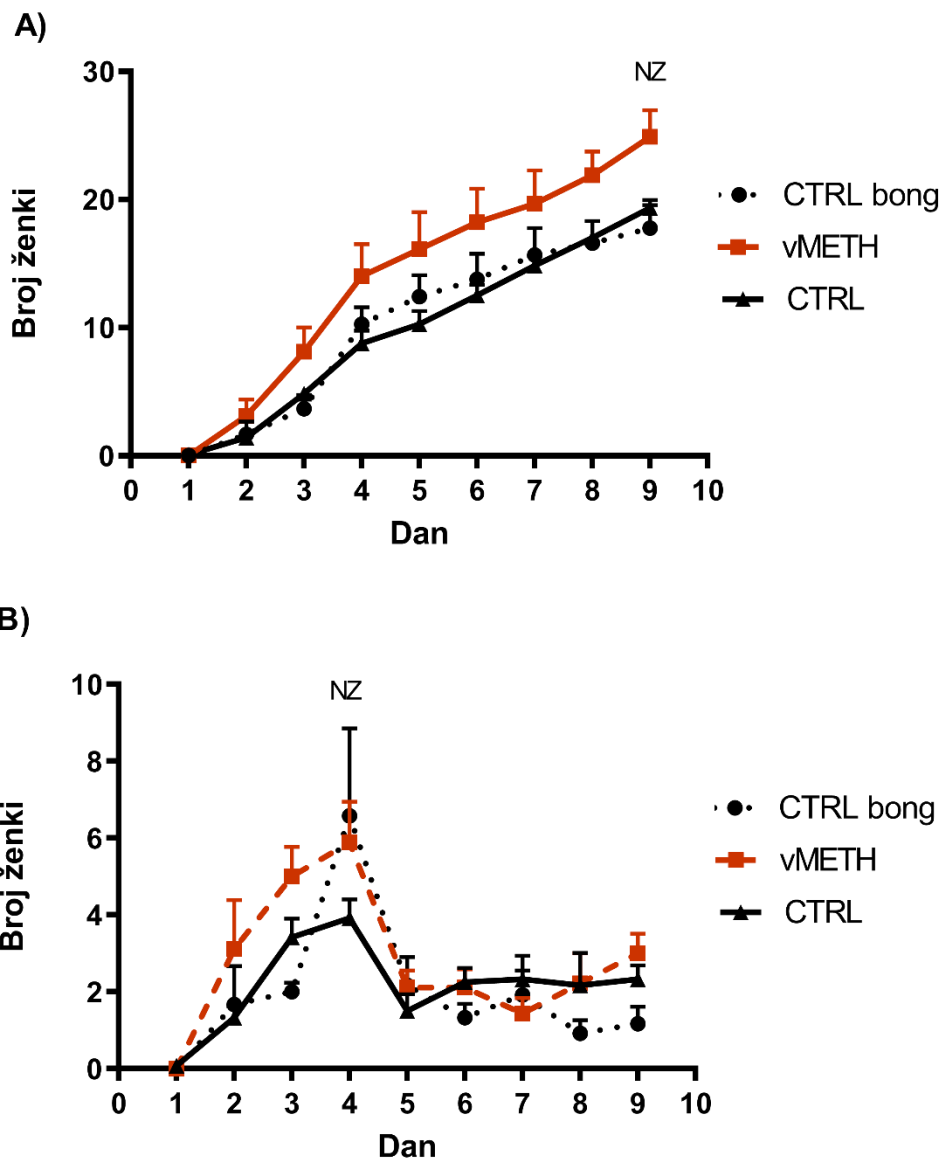 A)
NZ
30
20
10
0
Broj ženki
0 1 2 3 4 5 6 7 8 9 10
Dan
CTRL bong
vMETH
CTRL
B)
NZ
10
8
6
4
2
0
Broj ženki
0 1 2 3 4 5 6 7 8 9 10
Dan
CTRL bong
vMETH
CTRL